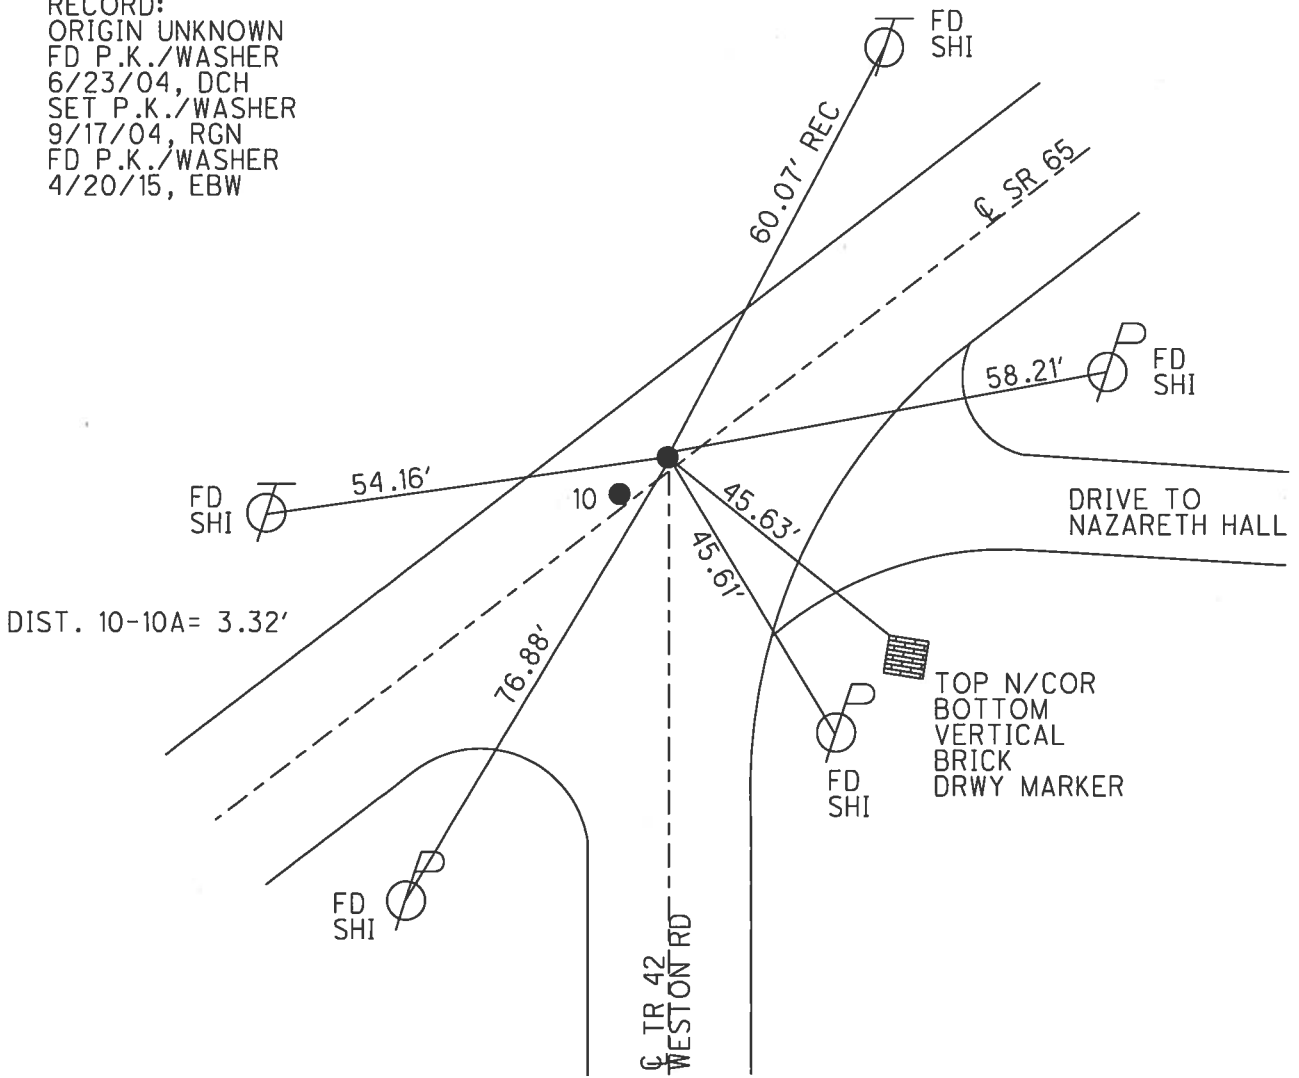 RECORD:
ORIGIN UNKNOWN
FD P.K./WASHER
6/23/04, DCH
SET P.K./WASHER
9/17/04, RGN
FD P.K./WASHER
4/20/15, EBW
FD
SHI
60.07' REC
℄ SR 65
58.21'
FD
SHI
54.16'
FD
SHI
10
45.63'
45.61'
DRIVE TO
NAZARETH HALL
DIST. 10-10A= 3.32'
76.88'
TOP N/COR
BOTTOM
VERTICAL
BRICK
DRWY MARKER
FD
SHI
FD
SHI
℄ TR 42
WESTON RD